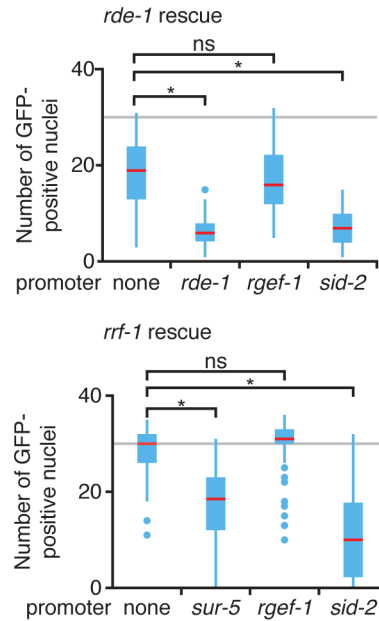 rde-1 rescue
ns
*
*
40
20
0
Number of GFP-
positive nuclei
promoter none rde-1 rgef-1 sid-2
rrf-1 rescue
ns
*
*
40
20
0
Number of GFP-
positive nuclei
promoter none sur-5 rgef-1 sid-2